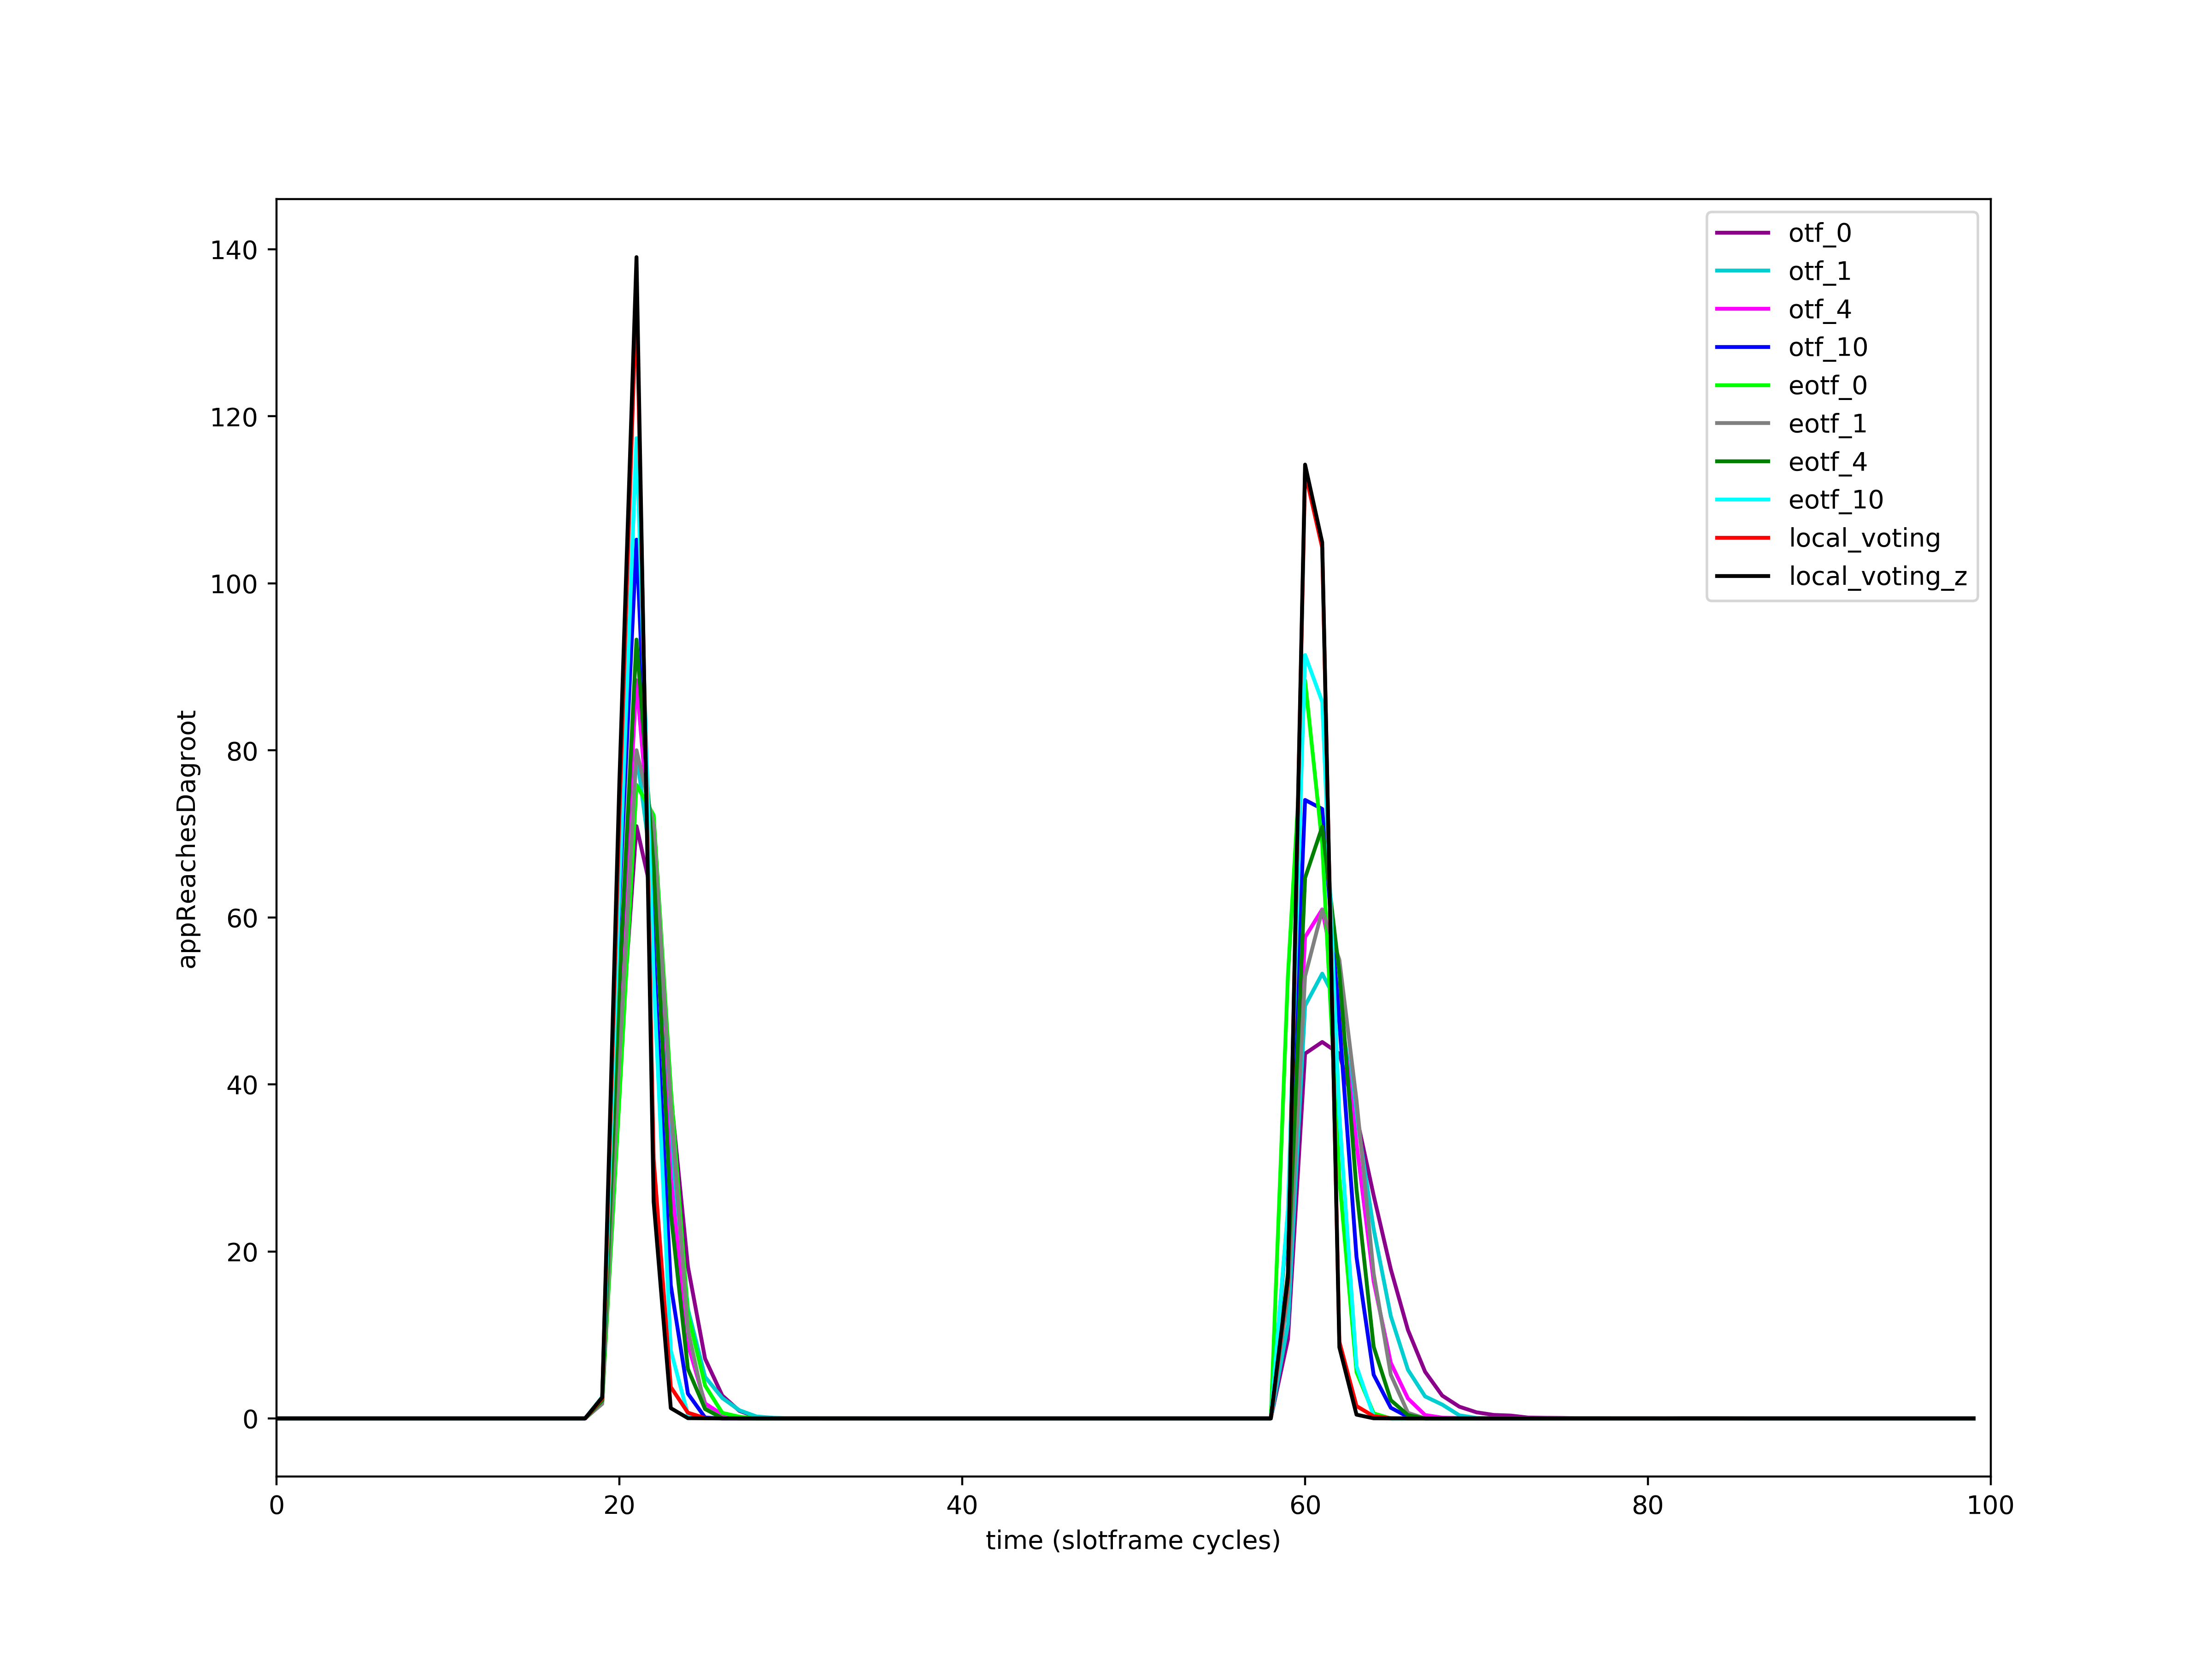 otf_0
otf_1
otf_4
otf_10
eotf_0
eotf_1
eotf_4
eotf_10
local_voting
local_voting_z
140
120
100
80
60
40
20
0
appReachesDagroot
0 20 40 60 80 100
time (slotframe cycles)